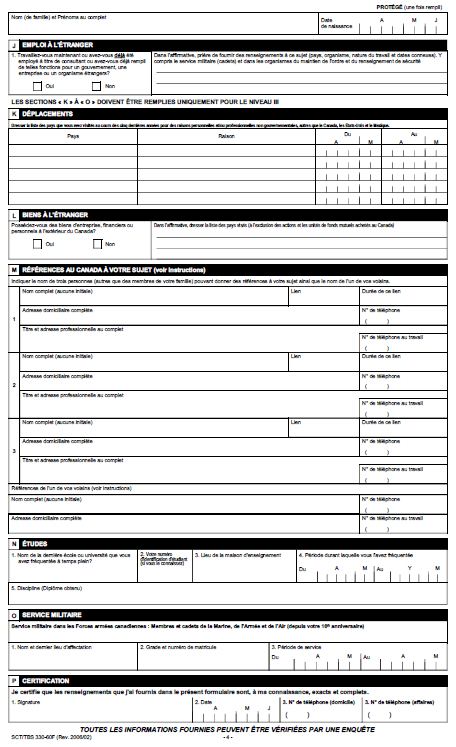 PROTÉGÉ (une fois rempli)
Nom (de famille) et Prénoms au complet
Date de naissance
A M J
J EMPLOI À L'ÉTRANGER
1. Travaillez-vous maintenant ou avez-vous déjà été employé à titre de consultant ou avez-vous déjà rempli de telles fonctions pour un gouvernement, une entreprise ou un organisme étrangers?
Oui Non
Dans l'affirmative, prière de fournir des renseignements à ce sujet (pays, organisme, nature du travail et dates connexes). Y compris le service militaire (cadets) et dans les organismes du maintien de l'ordre et du renseignement de sécurité
LES SECTIONS « K » À « O » DOIVENT ÊTRE REMPLIES UNIQUEMENT POUR LE NIVEAU III
K DÉPLACEMENTS
Dresser la liste des pays que vous avez visités au cours des cinq dernières années pour des raisons personnelles et/ou professionnelles non gouvernementales, autres que le Canada, les États-Unis et le Mexique.
Pays Raison Du Au
A M A M
L BIENS À L'ÉTRANGER
Possédez-vous des biens d'entreprise, financiers ou personnels à l'extérieur du Canada?
Oui Non
Dans l'affirmative, dresser la liste des pays situés (à l'exclusion des actions et les unités de fonds mutuels achetés au Canada)
M RÉFÉRENCES AU CANADA À VOTRE SUJET (voir instructions)
Indiquer le nom de trois personnes (autres que des membres de votre famille) pouvant donner des références à votre sujet ainsi que le nom de l'un de vos voisins.
1
Nom complet (aucune initiale) Lien Durée de ce lien
Adresse domiciliaire complète N° de téléphone
( )
Titre et adresse professionnelle au complet N° de téléphone au travail
( )
2
Nom complet (aucune initiale) Lien Durée de ce lien
Adresse domiciliaire complète N° de téléphone
( )
Titre et adresse professionnelle au complet N° de téléphone au travail
( )
3
Nom complet (aucune initiale) Lien Durée de ce lien
Adresse domiciliaire complète N° de téléphone
( )
Titre et adresse professionnelle au complet N° de téléphone au travail
( )
Références de l'un de vos voisins (voir instructions)
Nom complet (aucune initiale) N° de téléphone
( )
Adresse domiciliaire complète N° de téléphone au travail
( )
N ÉTUDES
1. Nom de la dernière école ou université que vous avez fréquentée à temps plein?
2. Votre numéro d'identification d'étudiant (si vous le connaissez)
3. Lieu de la maison d'enseignement
4. Période durant laquelle vous l'avez fréquentée
Du A M Au Y M
5. Discipline (Diplôme obtenu)
O SERVICE MILITAIRE
Service militaire dans les Forces armées canadiennes : Membres et cadets de la Marine, de l'Armée et de l'Air (depuis votre 16e anniversaire)
1. Nom et dernier lieu d'affectation
2. Grade et numéro de matricule
3. Période de service
Du A M Au A M
P CERTIFICATION
Je certifie que les renseignements que j'ai fournis dans le présent formulaire sont, à ma connaissance, exacts et complets.
1. Signature
2. Date
A M J
3. N° de téléphone (domicile)
( )
3. N° de téléphone (affaires)
( )
TOUTES LES INFORMATIONS FOURNIES PEUVENT ÊTRE VÉRIFIÉES PAR UNE ENQUÊTE
SCT/TBS 330-60F (Rev. 2006/02)
- 4 -